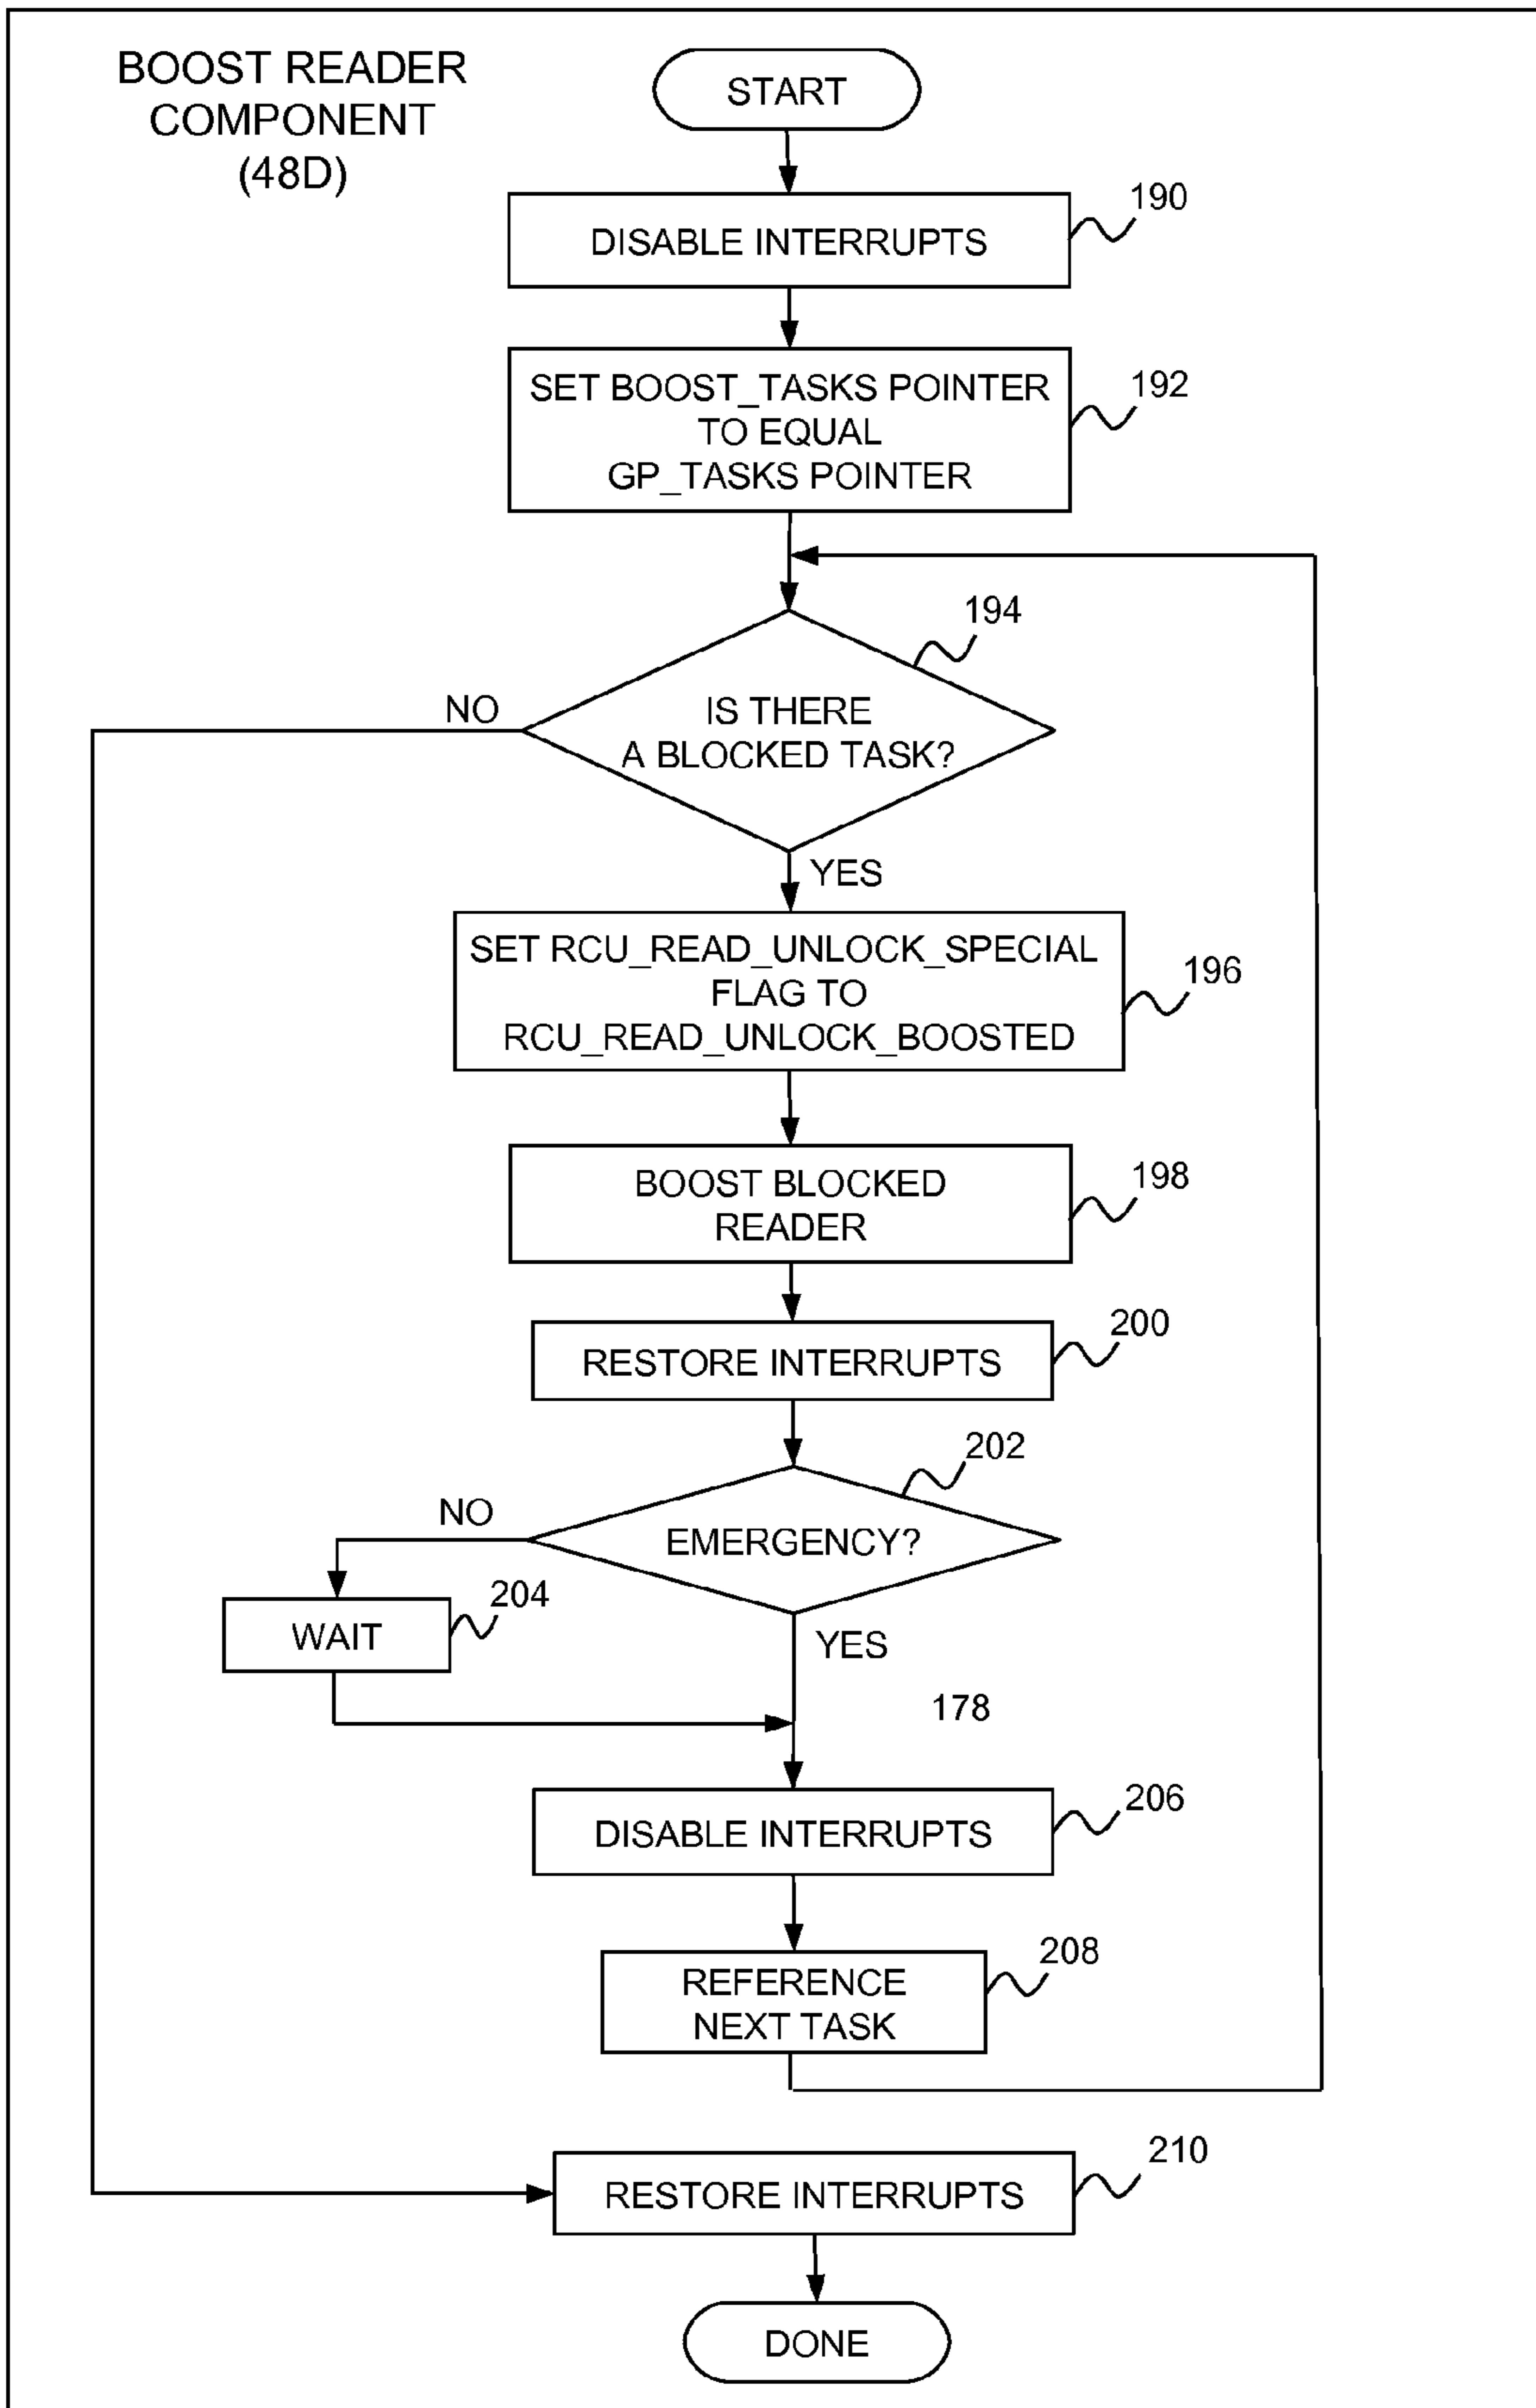 BOOST READER
COMPONENT
(48D)
START
190
DISABLE INTERRUPTS
192
SET BOOST_TASKS POINTER
TO EQUAL
GP_TASKS POINTER
194
NO
IS THERE
A BLOCKED TASK?
YES
196
SET RCU_READ_UNLOCK_SPECIAL
FLAG TO
RCU_READ_UNLOCK_BOOSTED
198
BOOST BLOCKED
READER
200
RESTORE INTERRUPTS
202
NO
EMERGENCY?
204
WAIT
YES
178
206
DISABLE INTERRUPTS
208
REFERENCE
NEXT TASK
210
RESTORE INTERRUPTS
DONE